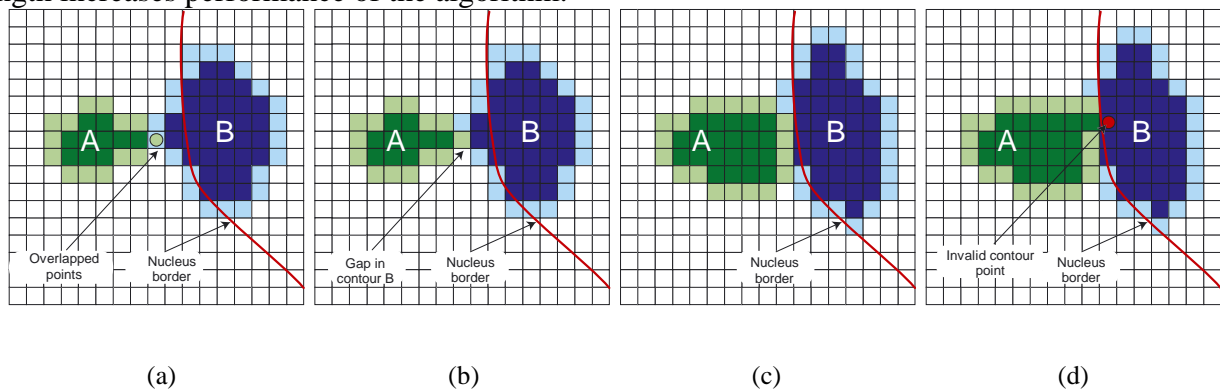 ngth increases performance of the algorithm.
A
B
Overlapped
points
Nucleus
border
A
B
Gap in
contour B
Nucleus
border
A
B
Nucleus
border
A
B
Invalid contour
point
Nucleus
border
(a)
(b)
(c)
(d)